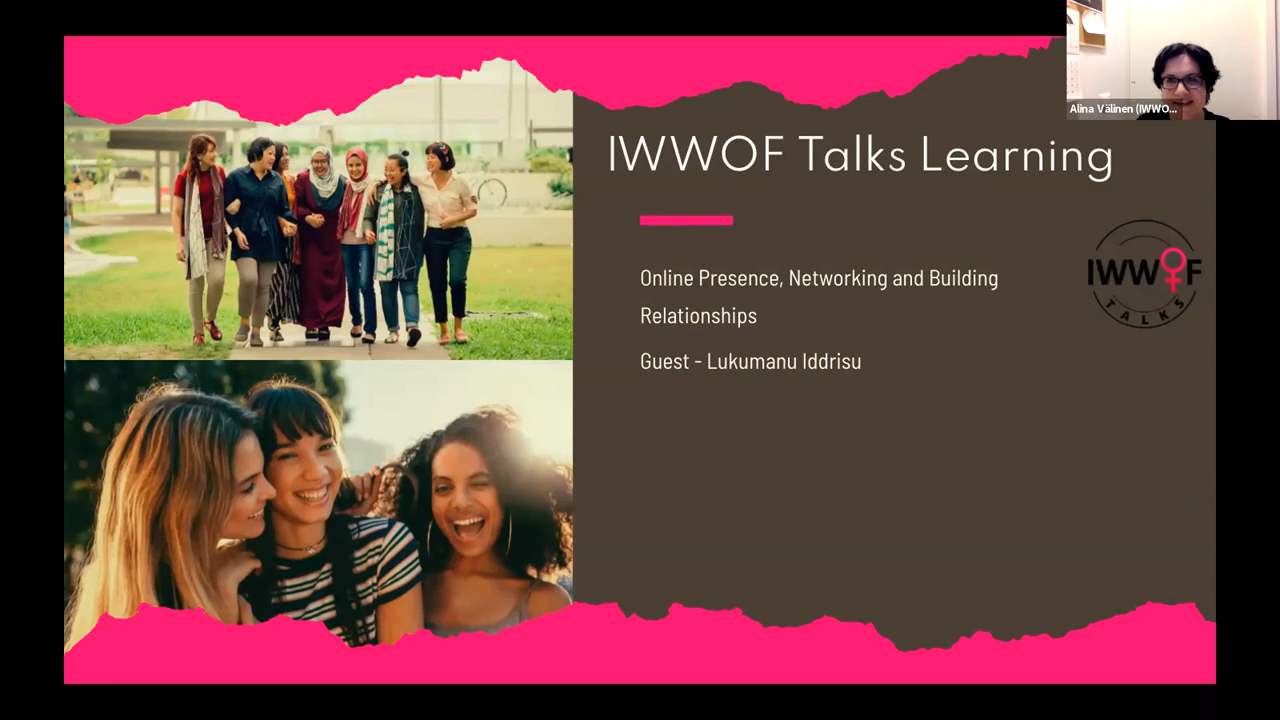 Alina Välinen (IWWO...
IWWOF Talks Learning
Online Presence, Networking and Building
Relationships
Guest - Lukumanu Iddrisu
IWWOF
TALKS